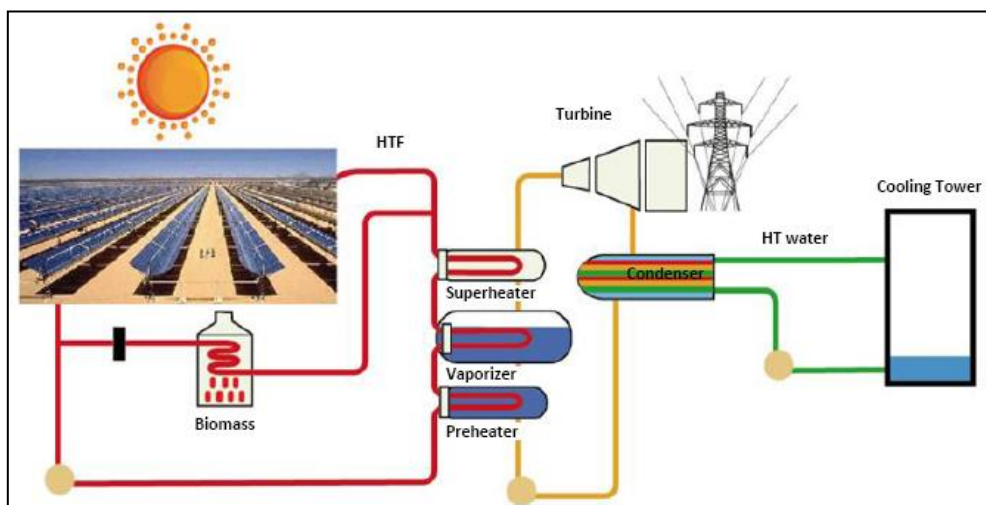 Turbine
HTF
Cooling Tower
HT water
Condenser
Superheater
Vaporizer
Preheater
Biomass